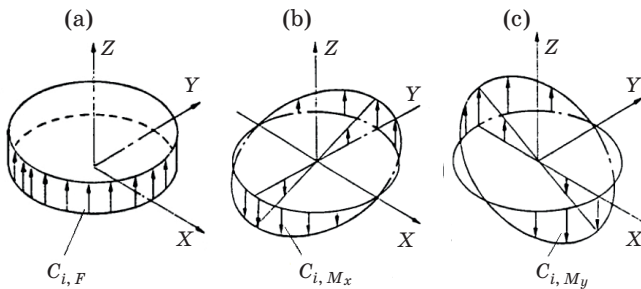 (a) (b) (c)
Z Z Z
Y Y Y
X X X
C_{i, F} C_{i, M_x} C_{i, M_y}